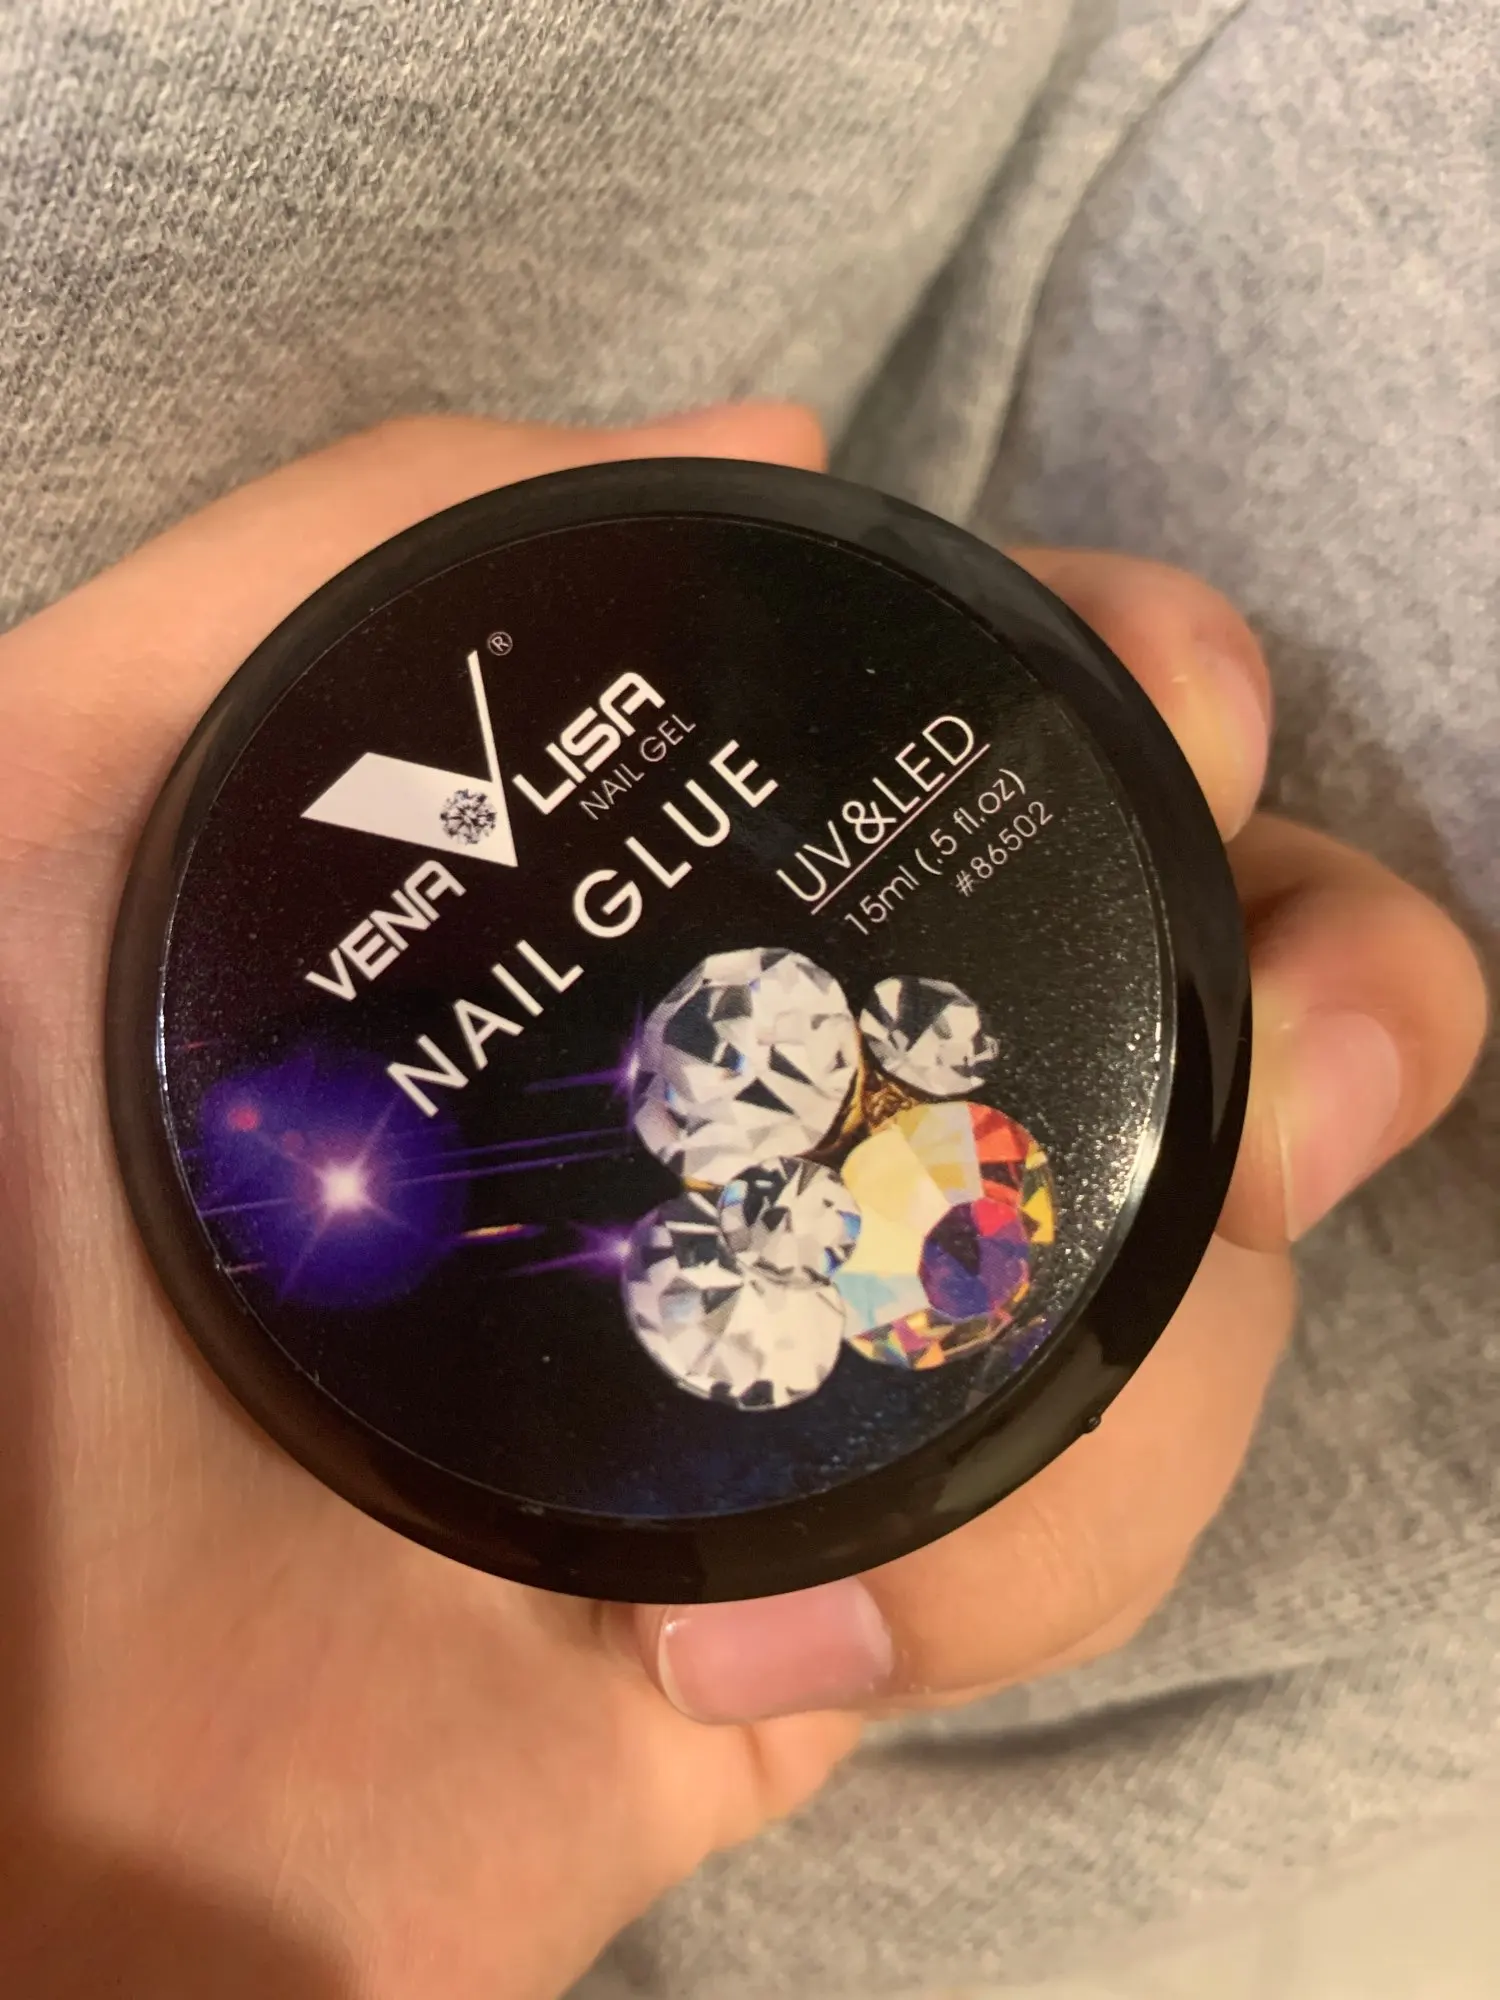 VENA LISA ®
NAIL GEL
NAIL GLUE
UV&LED
15ml (.5 fl.oz)
#86502